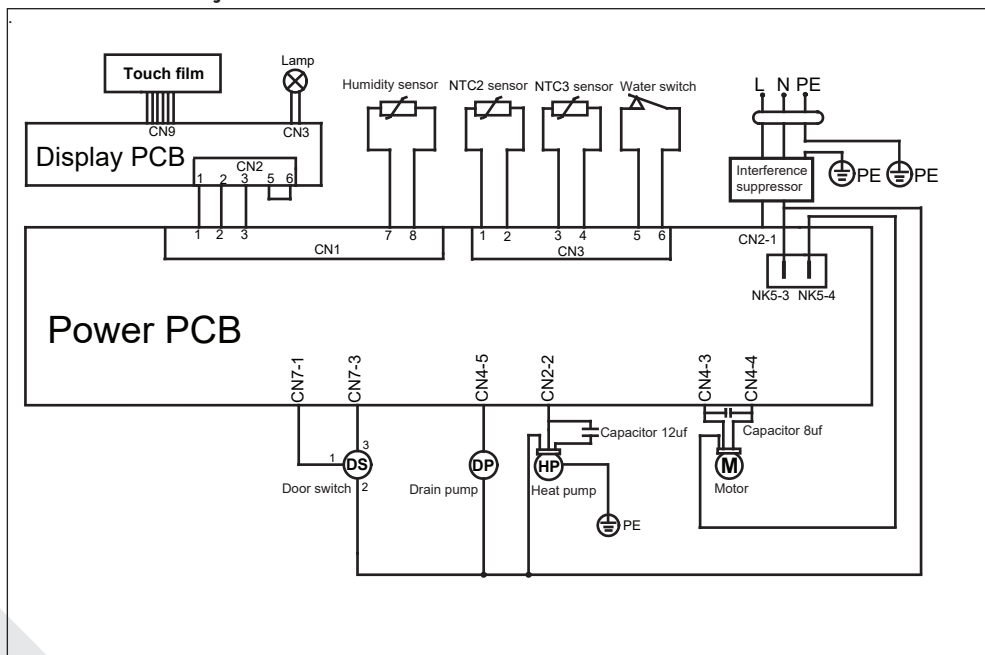 Touch film
Lamp
Humidity sensor
NTC2 sensor
NTC3 sensor
Water switch
L N PE
CN9
CN3
Display PCB
CN2
1 2 3 5 6
Interference
suppressor
PE
PE
1 2 3 7 8
CN1
1 2 3 4 5 6
CN3
CN2-1
NK5-3 NK5-4
Power PCB
CN7-1
CN7-3
CN4-5
CN2-2
CN4-3
CN4-4
Capacitor 12uf
Capacitor 8uf
3
1
DS
2
DP
HP
M
Door switch
Drain pump
Heat pump
Motor
PE